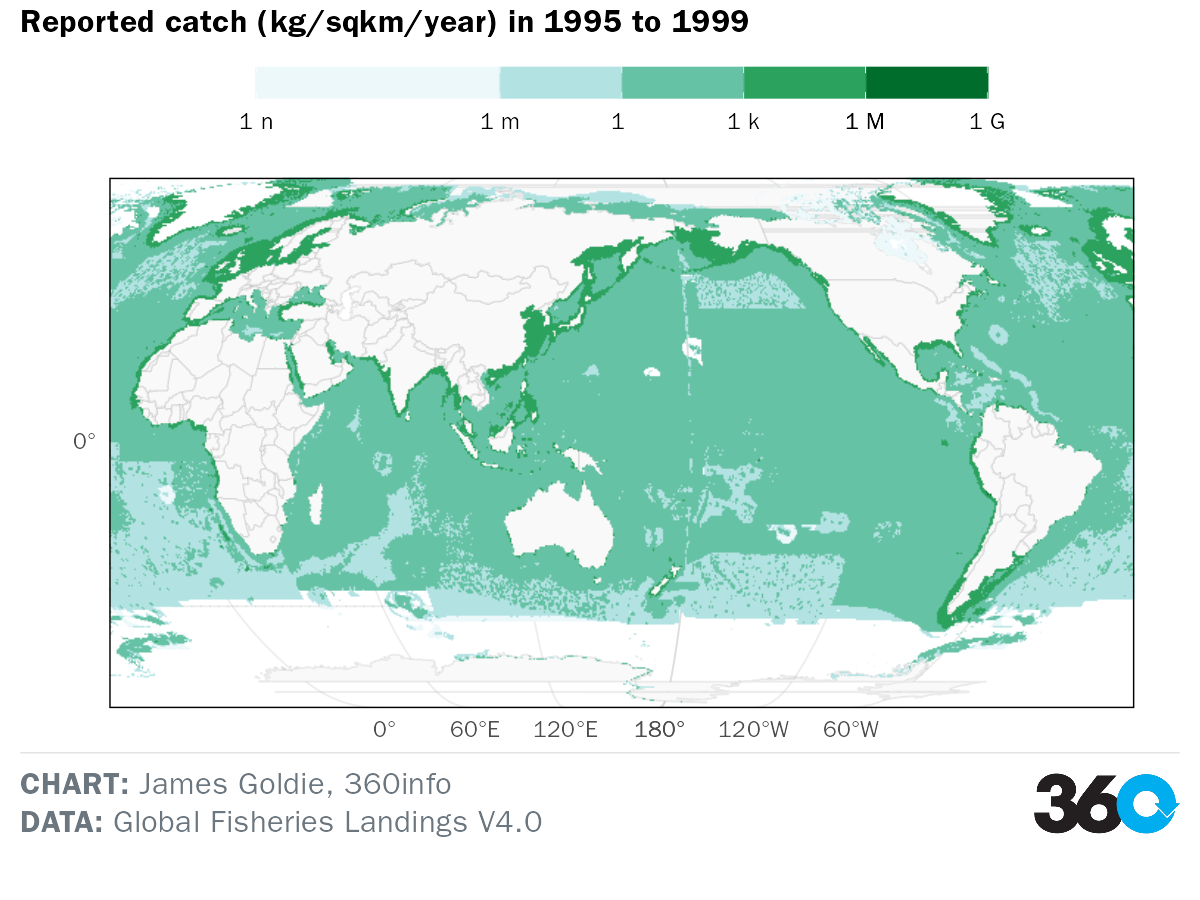 Reported catch (kg/sqkm/year) in 1995 to 1999
1 n 1 m 1 1 k 1 M 1 G
0°
0° 60°E 120°E 180° 120°W 60°W
CHART: James Goldie, 360info
DATA: Global Fisheries Landings V4.0
360